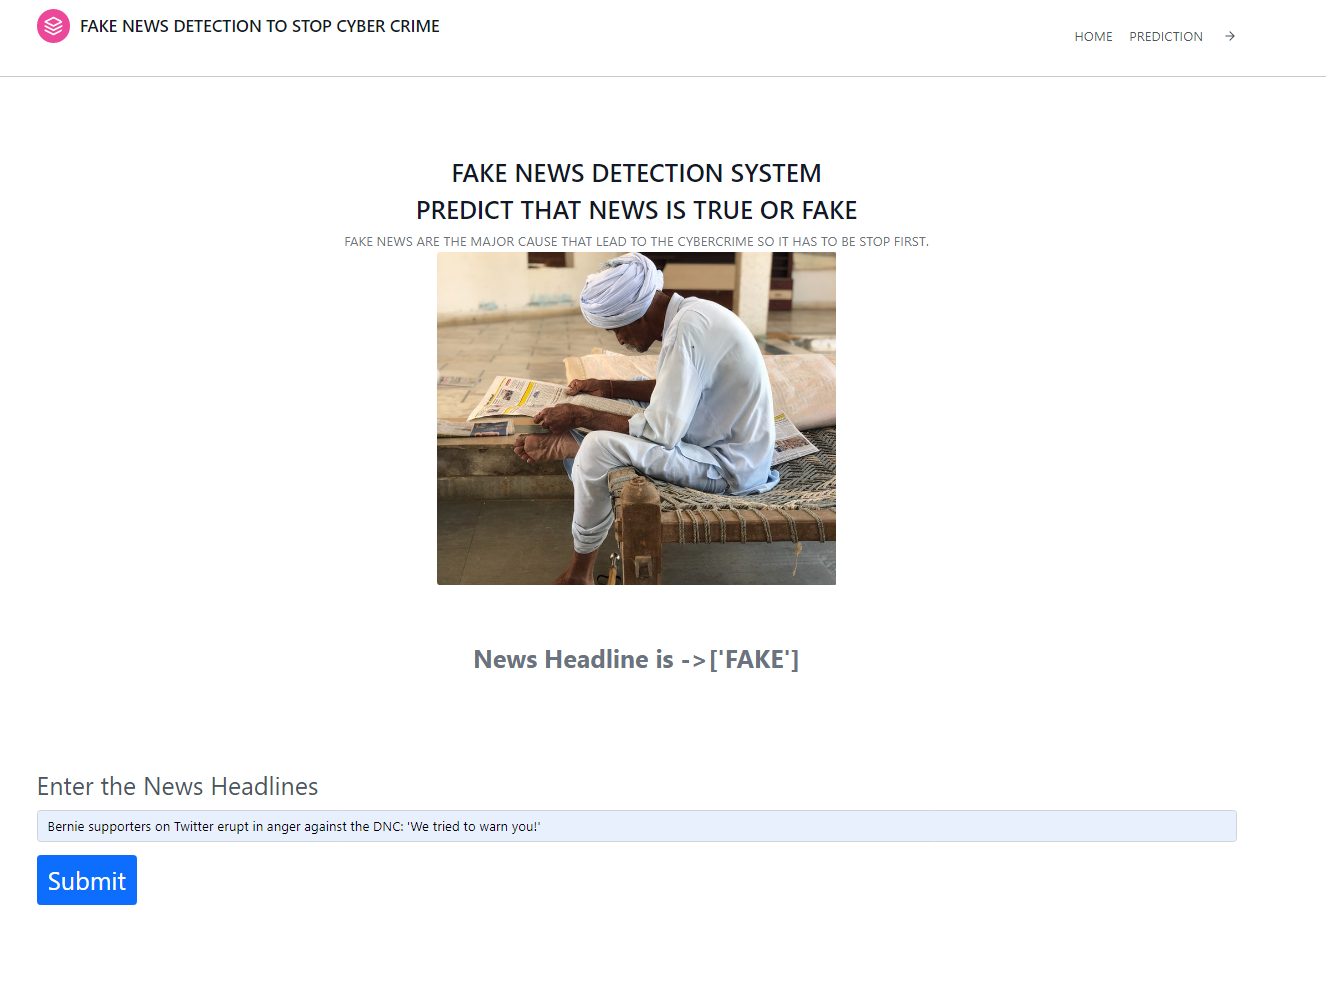 FAKE NEWS DETECTION TO STOP CYBER CRIME
HOME PREDICTION →
FAKE NEWS DETECTION SYSTEM
PREDICT THAT NEWS IS TRUE OR FAKE
FAKE NEWS ARE THE MAJOR CAUSE THAT LEAD TO THE CYBERCRIME SO IT HAS TO BE STOP FIRST.
News Headline is ->['FAKE']
Enter the News Headlines
Bernie supporters on Twitter erupt in anger against the DNC: 'We tried to warn you!'
Submit